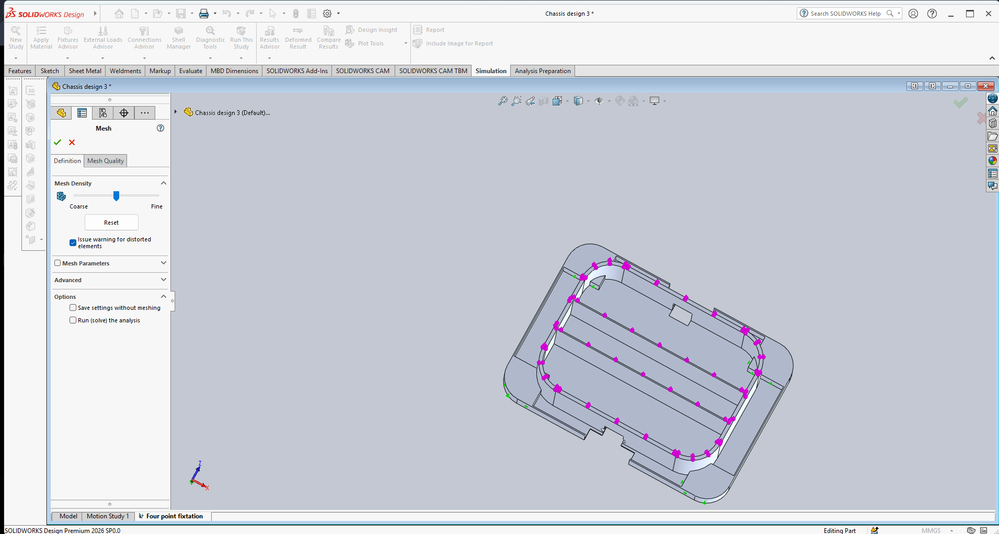 SOLIDWORKS Design
Chassis design 3 *
Search SOLIDWORKS Help
New Study
Apply Material
Fixtures Advisor
External Loads Advisor
Connections Advisor
Shell Manager
Diagnostic Tools
Run This Study
Results Advisor
Deformed Result
Compare Results
Design Insight
Plot Tools
Report
Include Image for Report
Features
Sketch
Sheet Metal
Weldments
Markup
Evaluate
MBD Dimensions
SOLIDWORKS Add-Ins
SOLIDWORKS CAM
SOLIDWORKS CAM TBM
Simulation
Analysis Preparation
3D
Chassis design 3 *
Chassis design 3 (Default)...
Mesh
Definition
Mesh Quality
Mesh Density
Coarse
Fine
Reset
Issue warning for distorted
elements
Mesh Parameters
Advanced
Options
Save settings without meshing
Run (solve) the analysis
Z
X
Model
Motion Study 1
Four point fixtation
SOLIDWORKS Design Premium 2026 SP0.0
Editing Part
MMGS